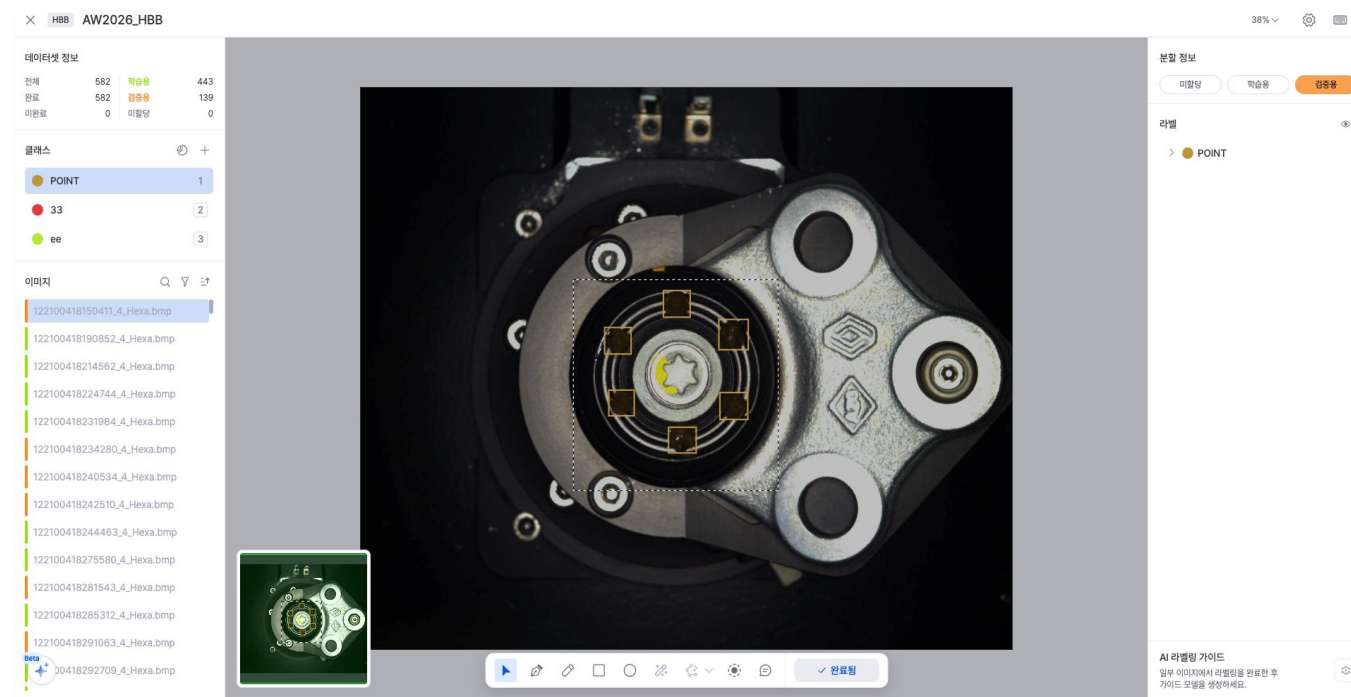 HBB AW2026_HBB
38%
데이터셋 정보
전체 582 학습용 443
완료 582 검증용 139
미완료 0 미할당 0
클래스
POINT 1
33 2
ee 3
이미지
122100418150411_4_Hexa.bmp
122100418190852_4_Hexa.bmp
122100418214562_4_Hexa.bmp
122100418224744_4_Hexa.bmp
122100418231984_4_Hexa.bmp
122100418234280_4_Hexa.bmp
122100418240534_4_Hexa.bmp
122100418242510_4_Hexa.bmp
122100418244463_4_Hexa.bmp
122100418275580_4_Hexa.bmp
122100418281543_4_Hexa.bmp
122100418285312_4_Hexa.bmp
122100418291063_4_Hexa.bmp
Beta
00418292709_4_Hexa.bmp
완료됨
분할 정보
미할당 학습용 검증용
라벨
POINT
AI 라벨링 가이드
일부 이미지에서 라벨링을 완료한 후
가이드 모델을 생성하세요.